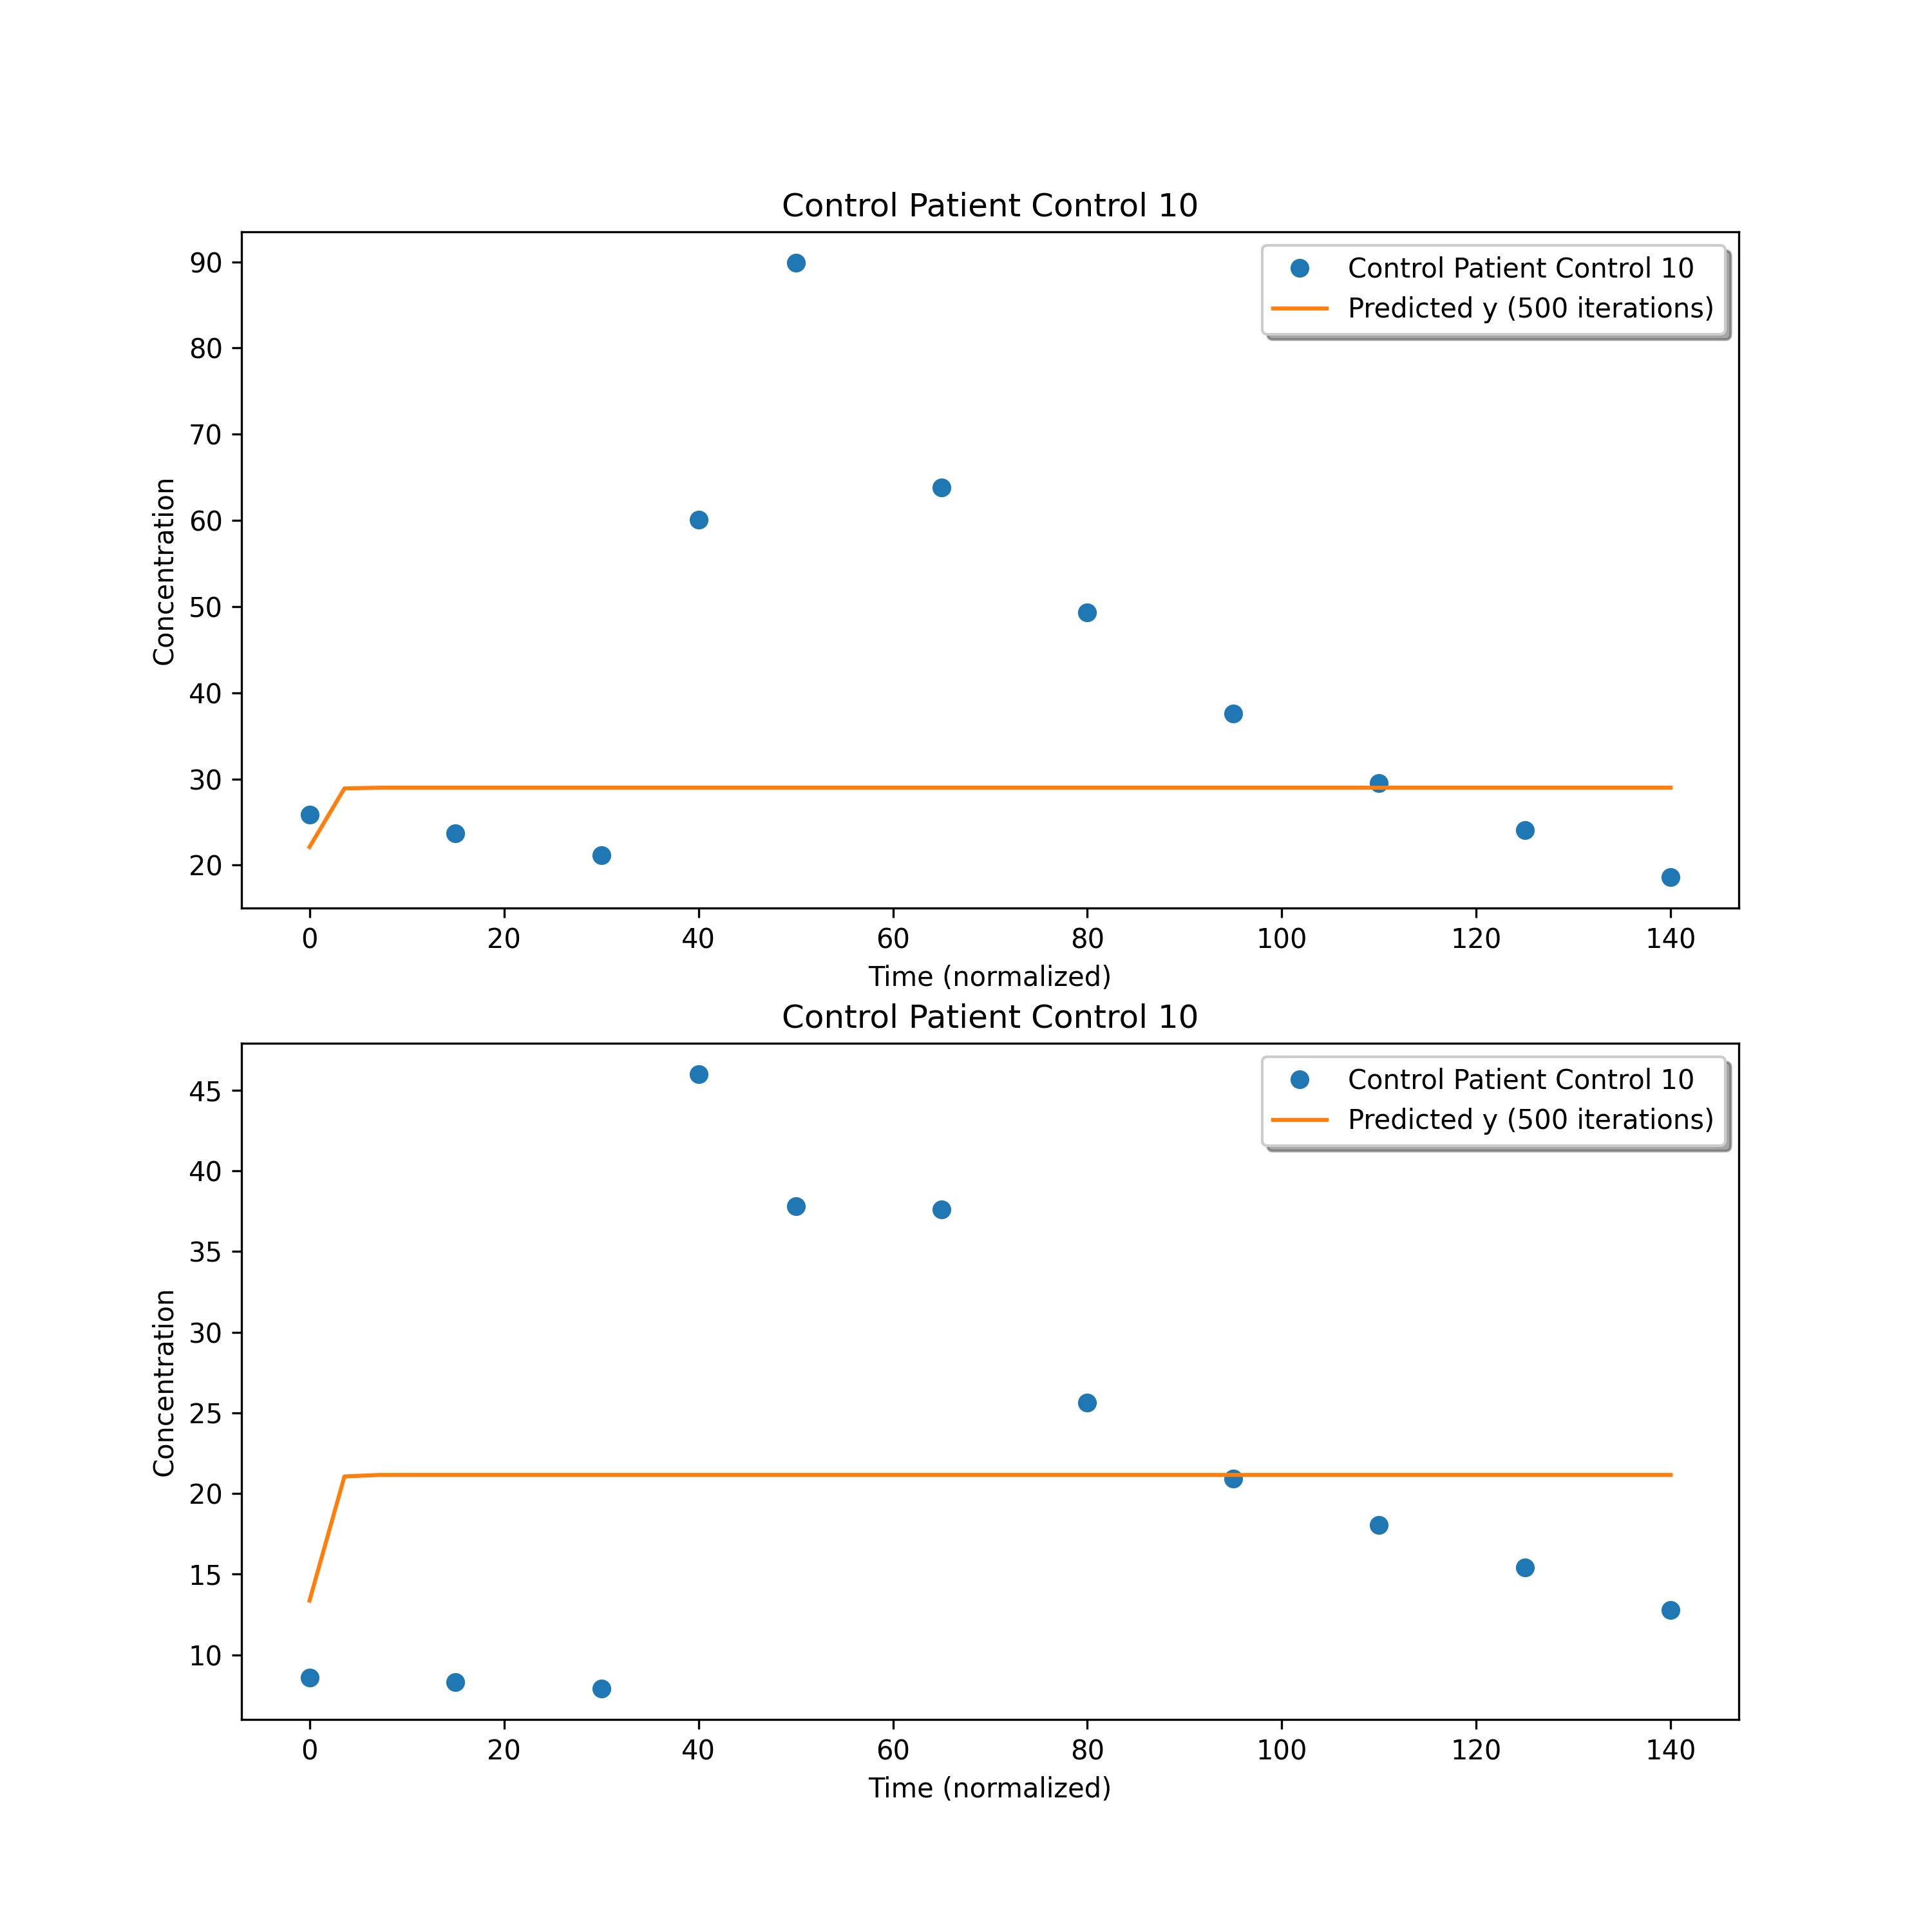 Control Patient Control 10
90
80
70
60
50
40
30
20
Concentration
Control Patient Control 10
Predicted y (500 iterations)
0 20 40 60 80 100 120 140
Time (normalized)
Control Patient Control 10
45
40
35
30
25
20
15
10
Concentration
Control Patient Control 10
Predicted y (500 iterations)
0 20 40 60 80 100 120 140
Time (normalized)